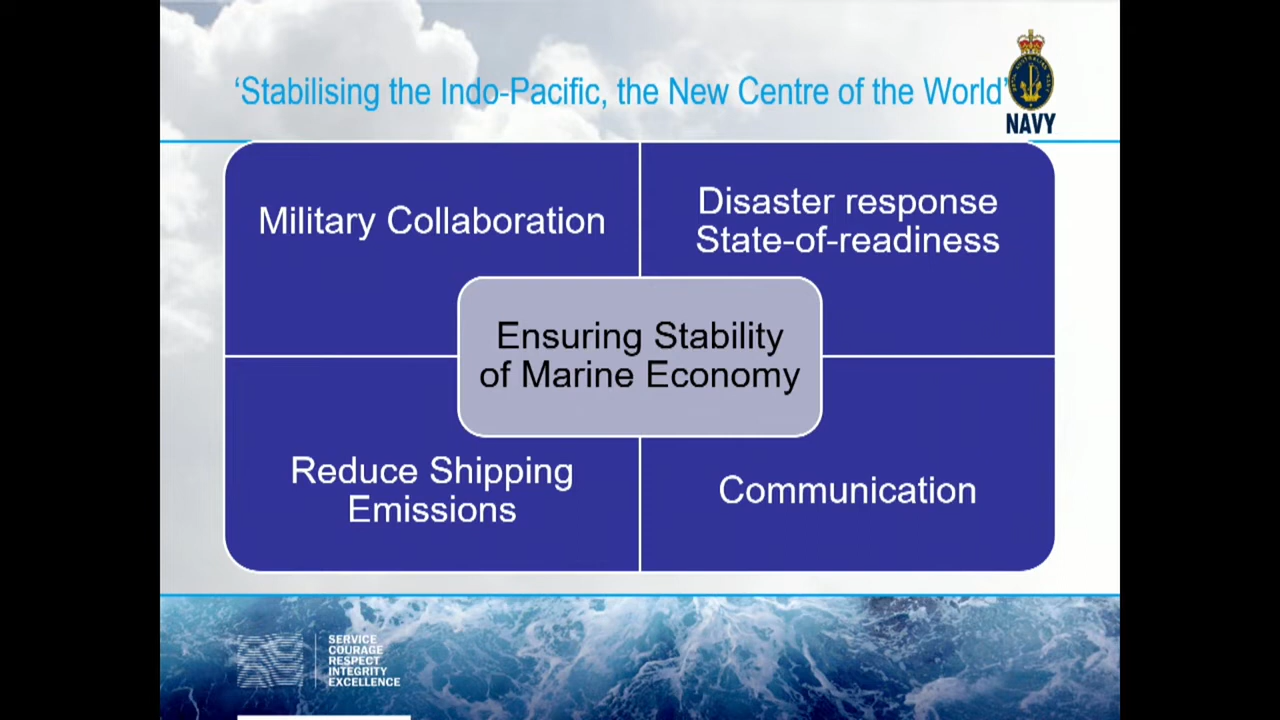 ‘Stabilising the Indo-Pacific, the New Centre of the World’
NAVY
Military Collaboration
Disaster response
State-of-readiness
Ensuring Stability
of Marine Economy
Reduce Shipping
Emissions
Communication
SERVICE
COURAGE
RESPECT
INTEGRITY
EXCELLENCE